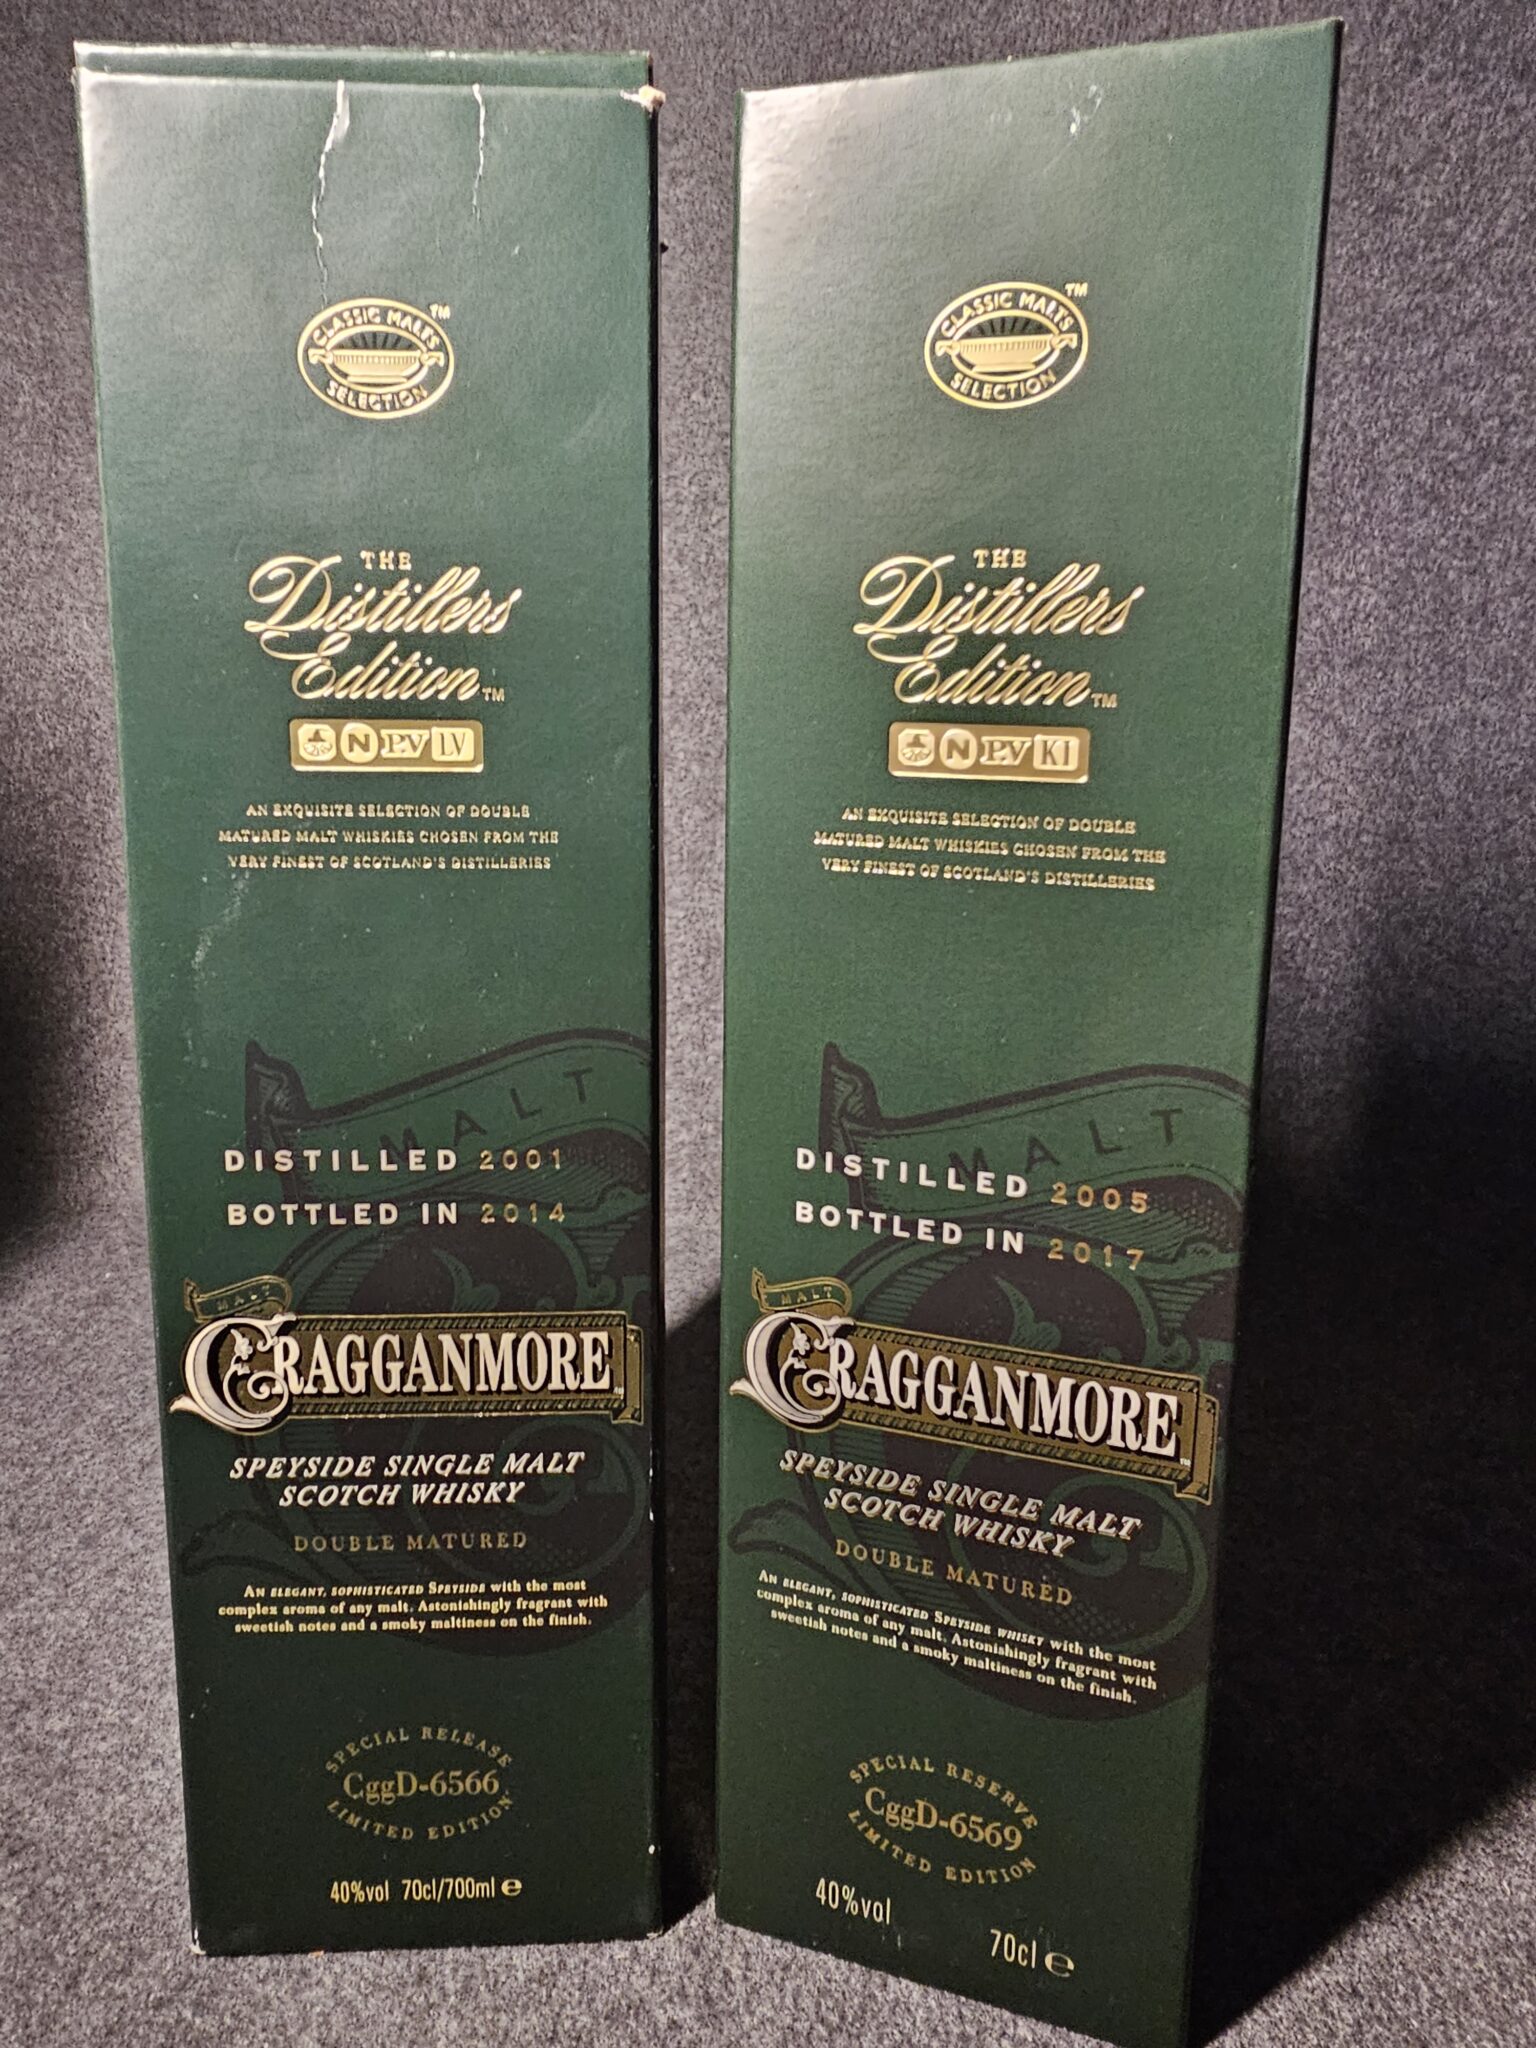 CLASSIC MALTS TM
SELECTION
THE
Distillers
Edition TM
N P.V LV
AN EXQUISITE SELECTION OF DOUBLE
MATURED MALT WHISKIES CHOSEN FROM THE
VERY FINEST OF SCOTLAND'S DISTILLERIES
MALT
DISTILLED 2001
BOTTLED IN 2014
MALT
CRAGGANMORE
SPEYSIDE SINGLE MALT
SCOTCH WHISKY
DOUBLE MATURED
AN ELEGANT, SOPHISTICATED SPEYSIDE with the most
complex aroma of any malt. Astonishingly fragrant with
sweetish notes and a smoky maltiness on the finish.
SPECIAL RELEASE
CggD-6566
LIMITED EDITION
40%vol 70cl/700ml e
CLASSIC MALTS TM
SELECTION
THE
Distillers
Edition TM
N P.V KI
AN EXQUISITE SELECTION OF DOUBLE
MATURED MALT WHISKIES CHOSEN FROM THE
VERY FINEST OF SCOTLAND'S DISTILLERIES
MALT
DISTILLED 2005
BOTTLED IN 2017
MALT
CRAGGANMORE
SPEYSIDE SINGLE MALT
SCOTCH WHISKY
DOUBLE MATURED
AN ELEGANT, SOPHISTICATED SPEYSIDE WHISKY with the most
complex aroma of any malt. Astonishingly fragrant with
sweetish notes and a smoky maltiness on the finish.
SPECIAL RESERVE
CggD-6569
LIMITED EDITION
40%vol
70cl e